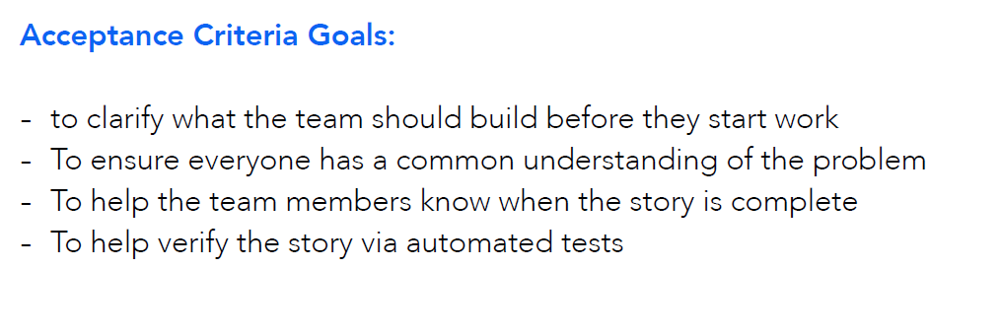 Acceptance Criteria Goals:
- to clarify what the team should build before they start work
- To ensure everyone has a common understanding of the problem
- To help the team members know when the story is complete
- To help verify the story via automated tests